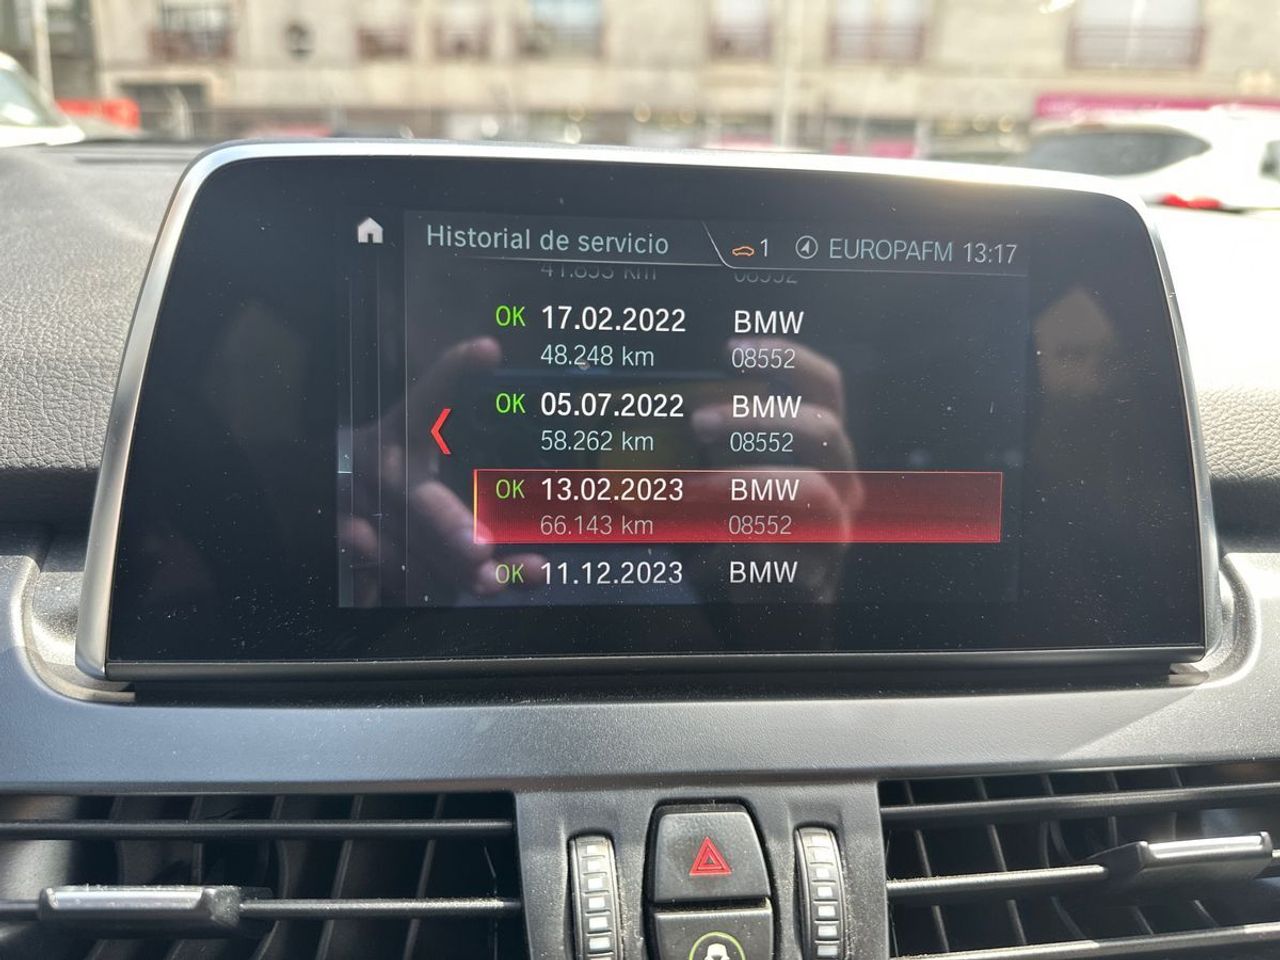 Historial de servicio
1 EUROPAFM 13:17
OK 17.02.2022 BMW
48.248 km 08552
OK 05.07.2022 BMW
58.262 km 08552
OK 13.02.2023 BMW
66.143 km 08552
OK 11.12.2023 BMW